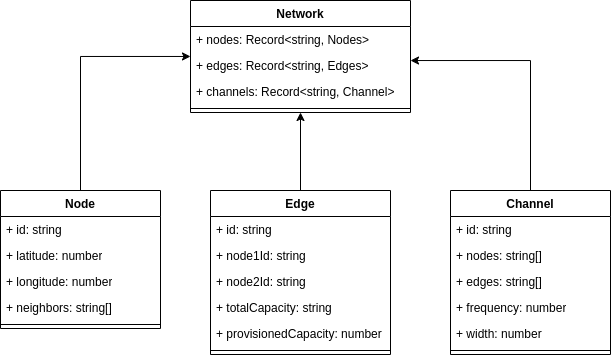 Network
+ nodes: Record<string, Nodes>
+ edges: Record<string, Edges>
+ channels: Record<string, Channel>
Node
+ id: string
+ latitude: number
+ longitude: number
+ neighbors: string[]
Edge
+ id: string
+ node1Id: string
+ node2Id: string
+ totalCapacity: string
+ provisionedCapacity: number
Channel
+ id: string
+ nodes: string[]
+ edges: string[]
+ frequency: number
+ width: number